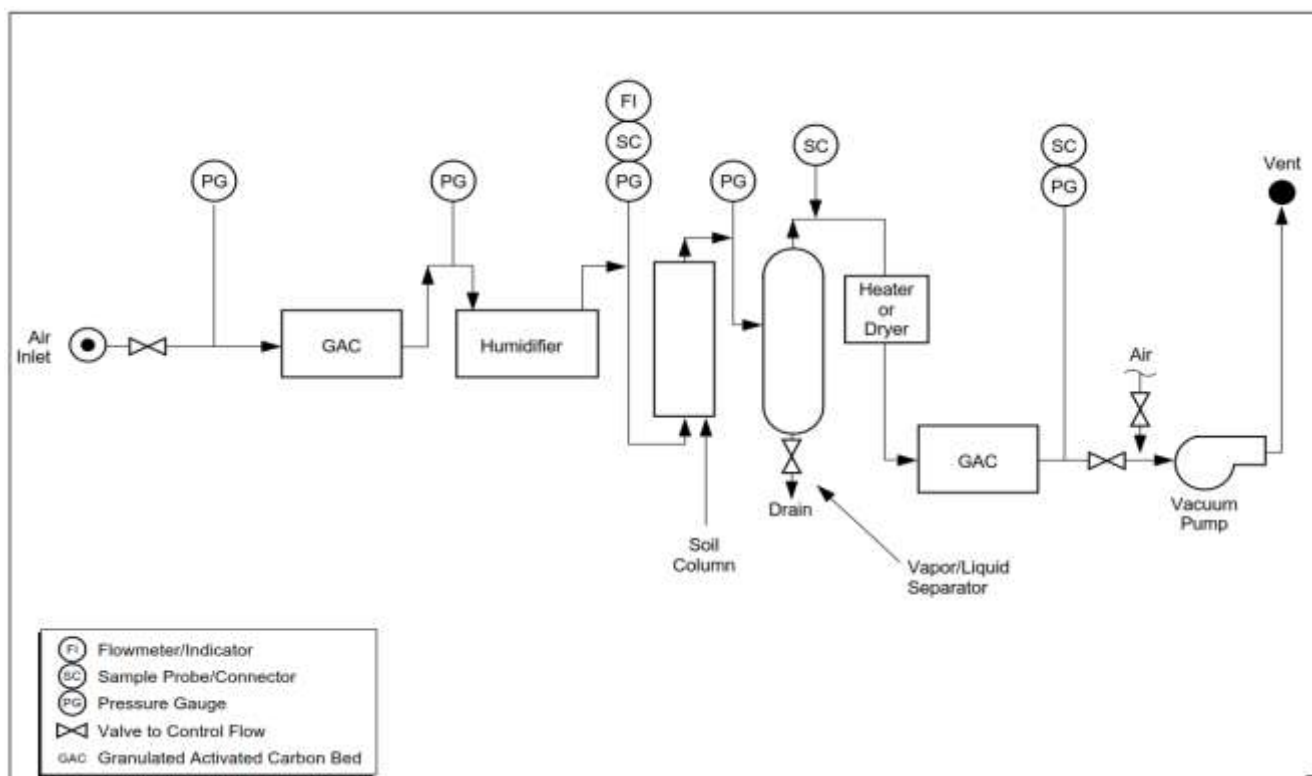 FI
SC
PG
PG
PG
PG
SC
SC
PG
Vent
Air
Inlet
GAC
Humidifier
Heater
or
Dryer
Air
GAC
Vacuum
Pump
Drain
Soil
Column
Vapor/Liquid
Separator
FI Flowmeter/Indicator
SC Sample Probe/Connector
PG Pressure Gauge
Valve to Control Flow
GAC Granulated Activated Carbon Bed